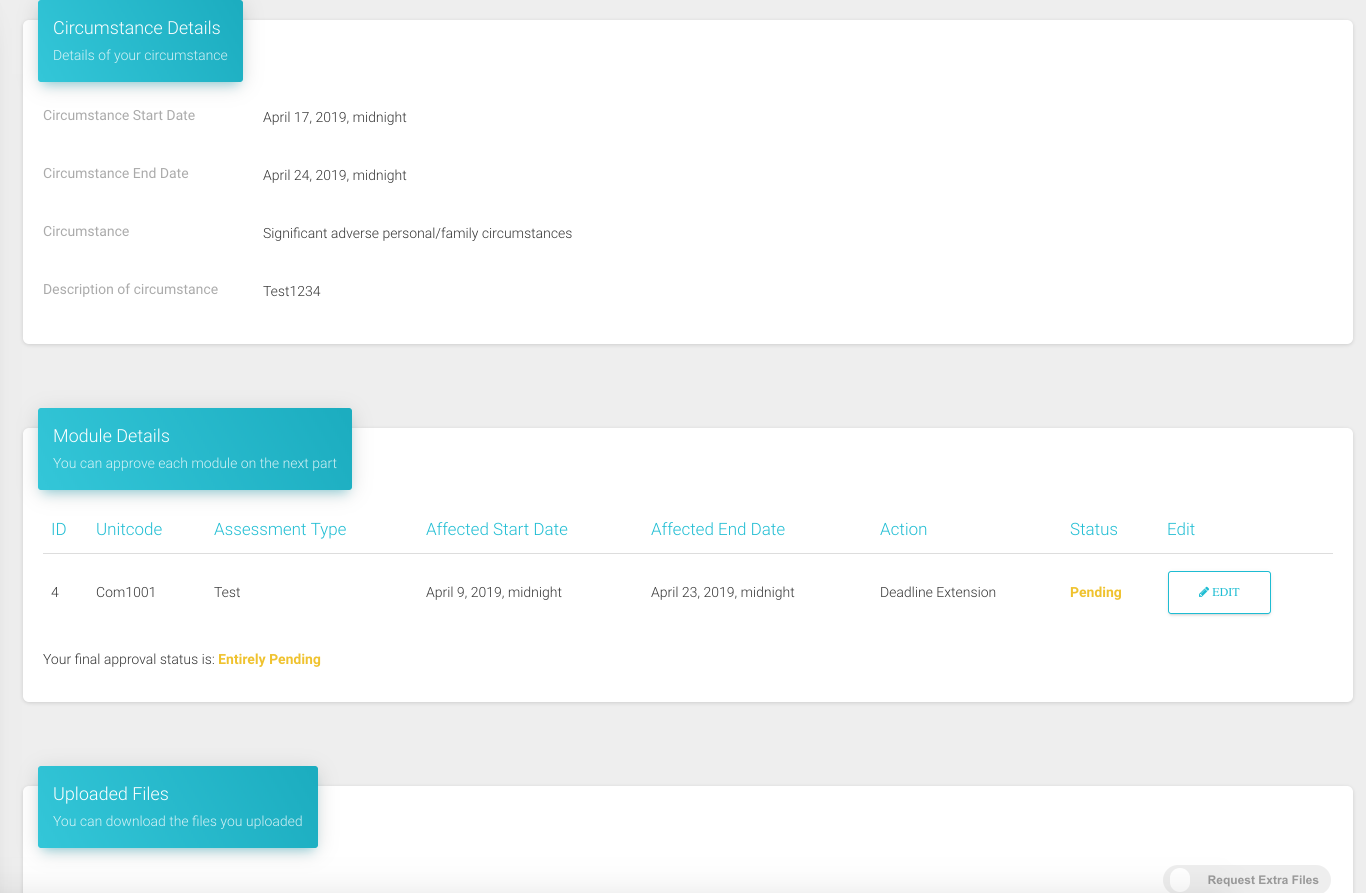 Circumstance Details
Details of your circumstance
Circumstance Start Date April 17, 2019, midnight
Circumstance End Date April 24, 2019, midnight
Circumstance Significant adverse personal/family circumstances
Description of circumstance Test1234
Module Details
You can approve each module on the next part
ID Unitcode Assessment Type Affected Start Date Affected End Date Action Status Edit
4 Com1001 Test April 9, 2019, midnight April 23, 2019, midnight Deadline Extension Pending EDIT
Your final approval status is: Entirely Pending
Uploaded Files
You can download the files you uploaded
Request Extra Files